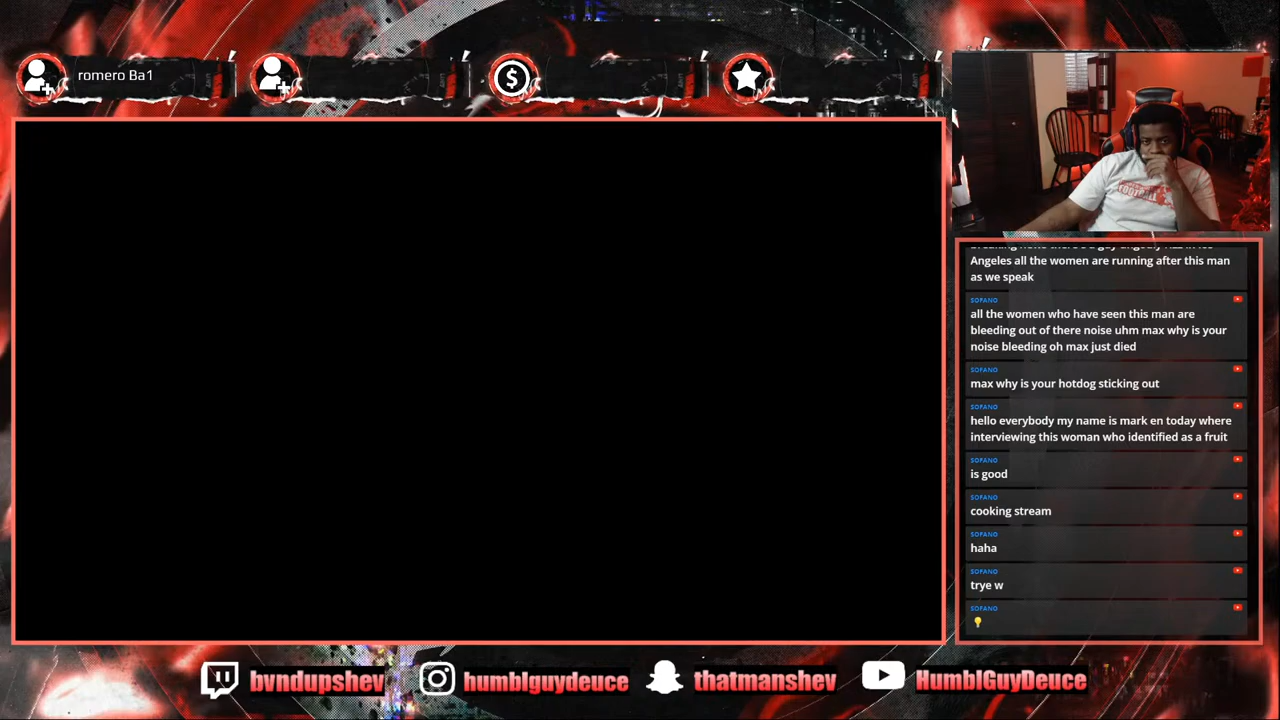 romero Ba1
Angeles all the women are running after this man
as we speak
SOFANO
all the women who have seen this man are
bleeding out of there noise uhm max why is your
noise bleeding oh max just died
SOFANO
max why is your hotdog sticking out
SOFANO
hello everybody my name is mark en today where
interviewing this woman who identified as a fruit
SOFANO
is good
SOFANO
cooking stream
SOFANO
haha
SOFANO
trye w
SOFANO
bvndupshev
humblguydeuce
thatmanshev
HumblGuyDeuce